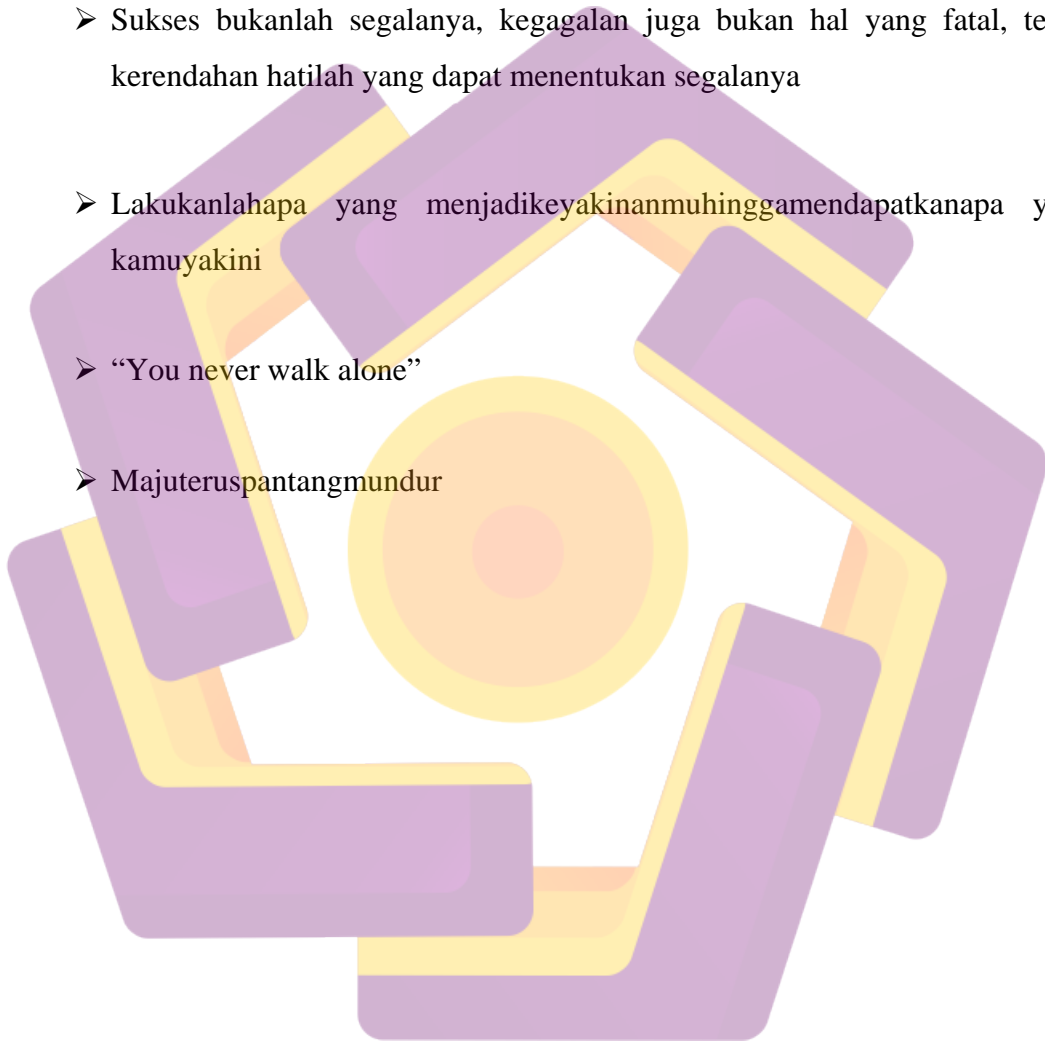 ➢ Sukses bukanlah segalanya, kegagalan juga bukan hal yang fatal, te
kerendahan hatilah yang dapat menentukan segalanya
➢ Lakukanlahapa yang menjadikeyakinanmuhinggamendapatkanapa y
kamuyakini
➢ “You never walk alone”
➢ Majuteruspantangmundur